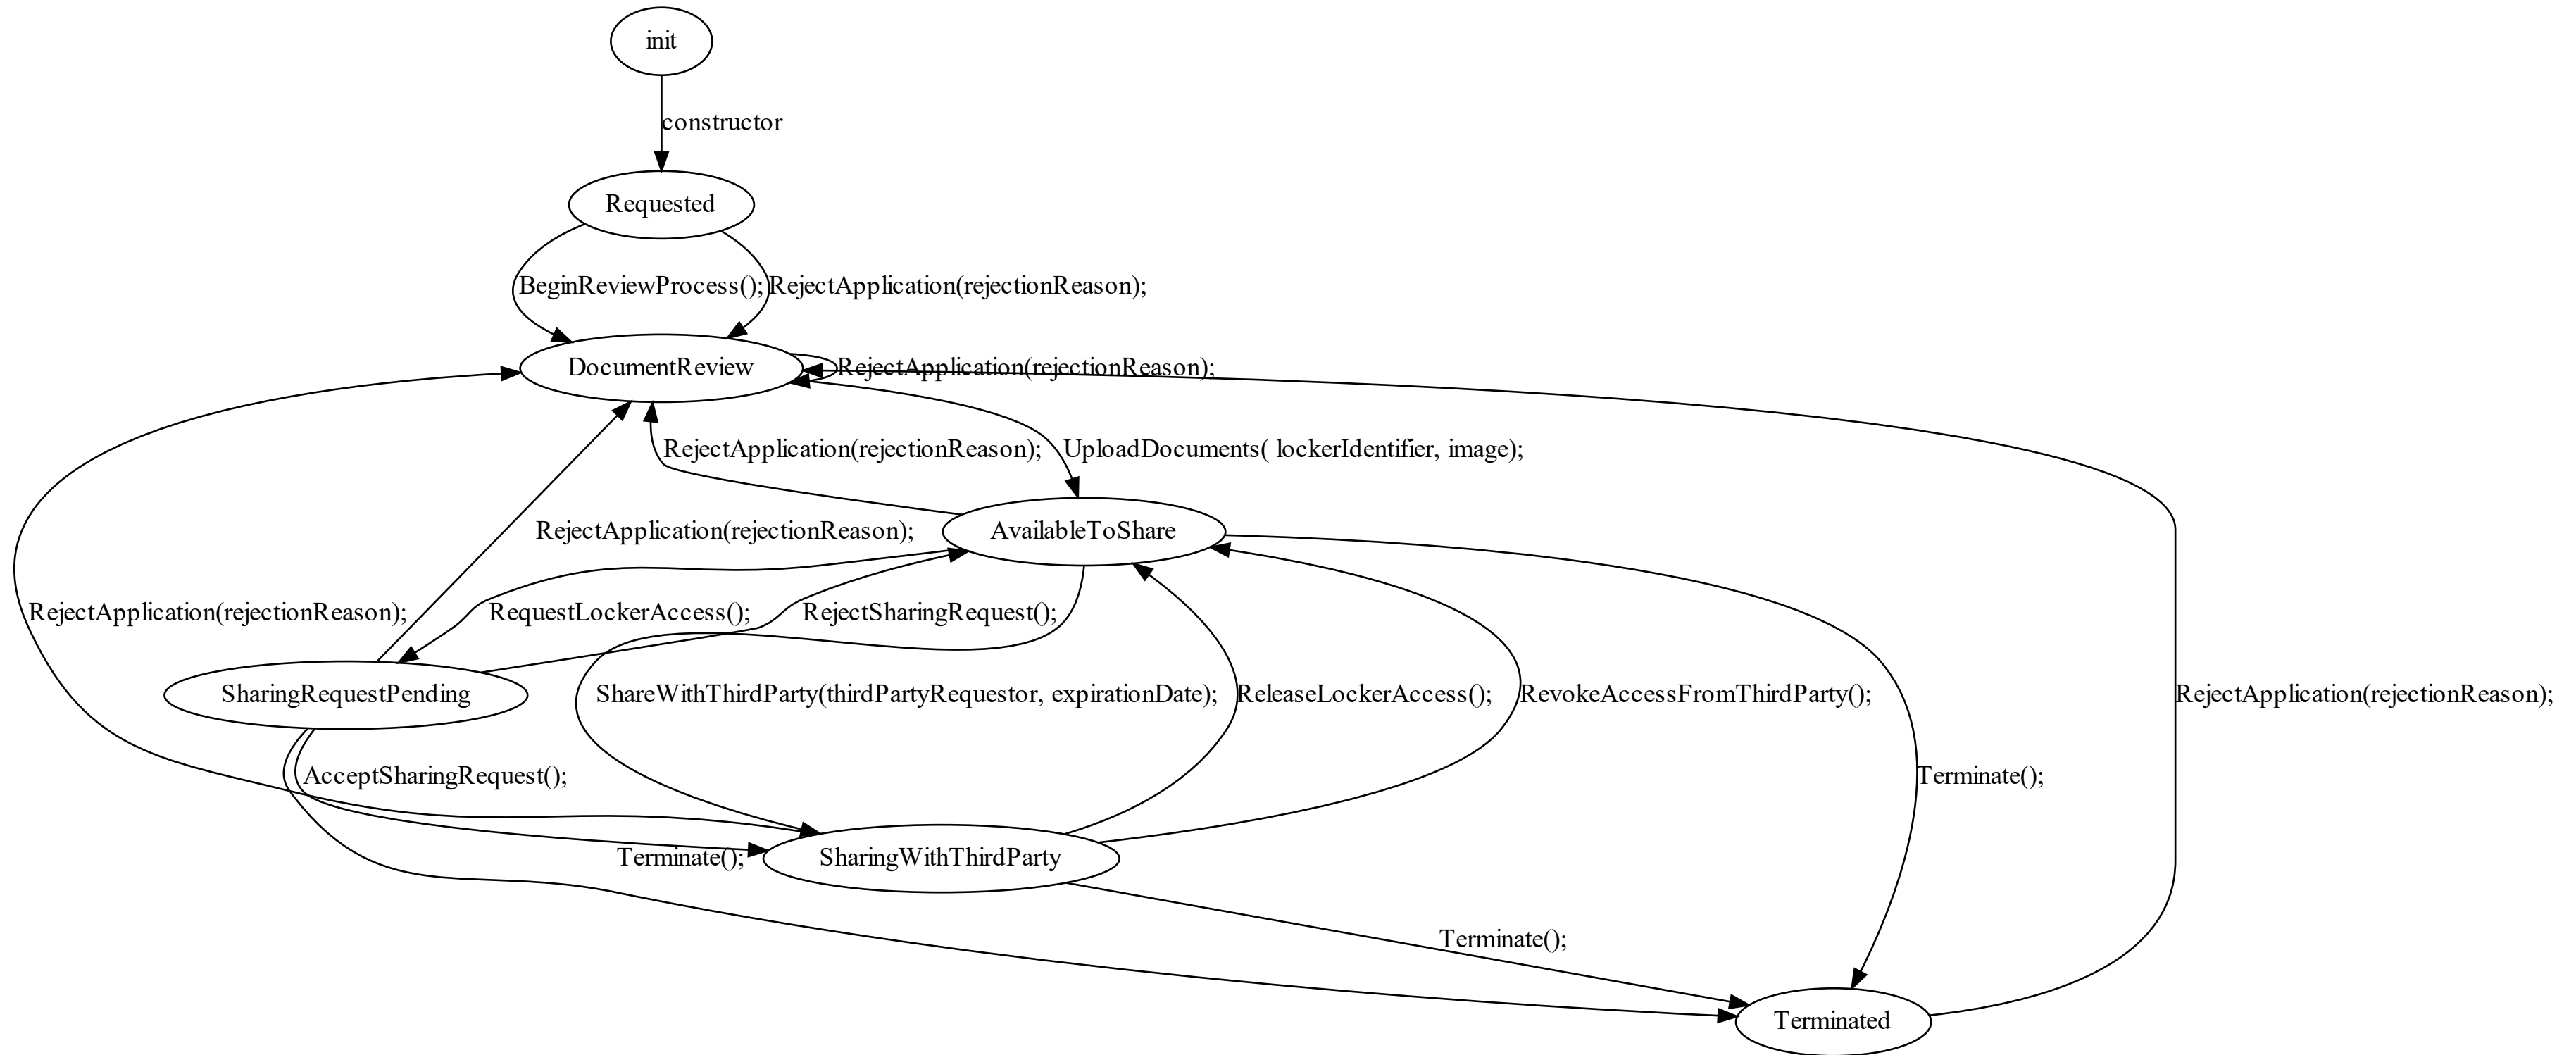 init
constructor
Requested
BeginReviewProcess();
RejectApplication(rejectionReason);
DocumentReview
RejectApplication(rejectionReason);
RejectApplication(rejectionReason);
UploadDocuments( lockerIdentifier, image);
RejectApplication(rejectionReason);
AvailableToShare
RejectApplication(rejectionReason);
RequestLockerAccess();
RejectSharingRequest();
SharingRequestPending
ShareWithThirdParty(thirdPartyRequestor, expirationDate);
ReleaseLockerAccess();
RevokeAccessFromThirdParty();
RejectApplication(rejectionReason);
AcceptSharingRequest();
Terminate();
Terminate();
SharingWithThirdParty
Terminate();
Terminated